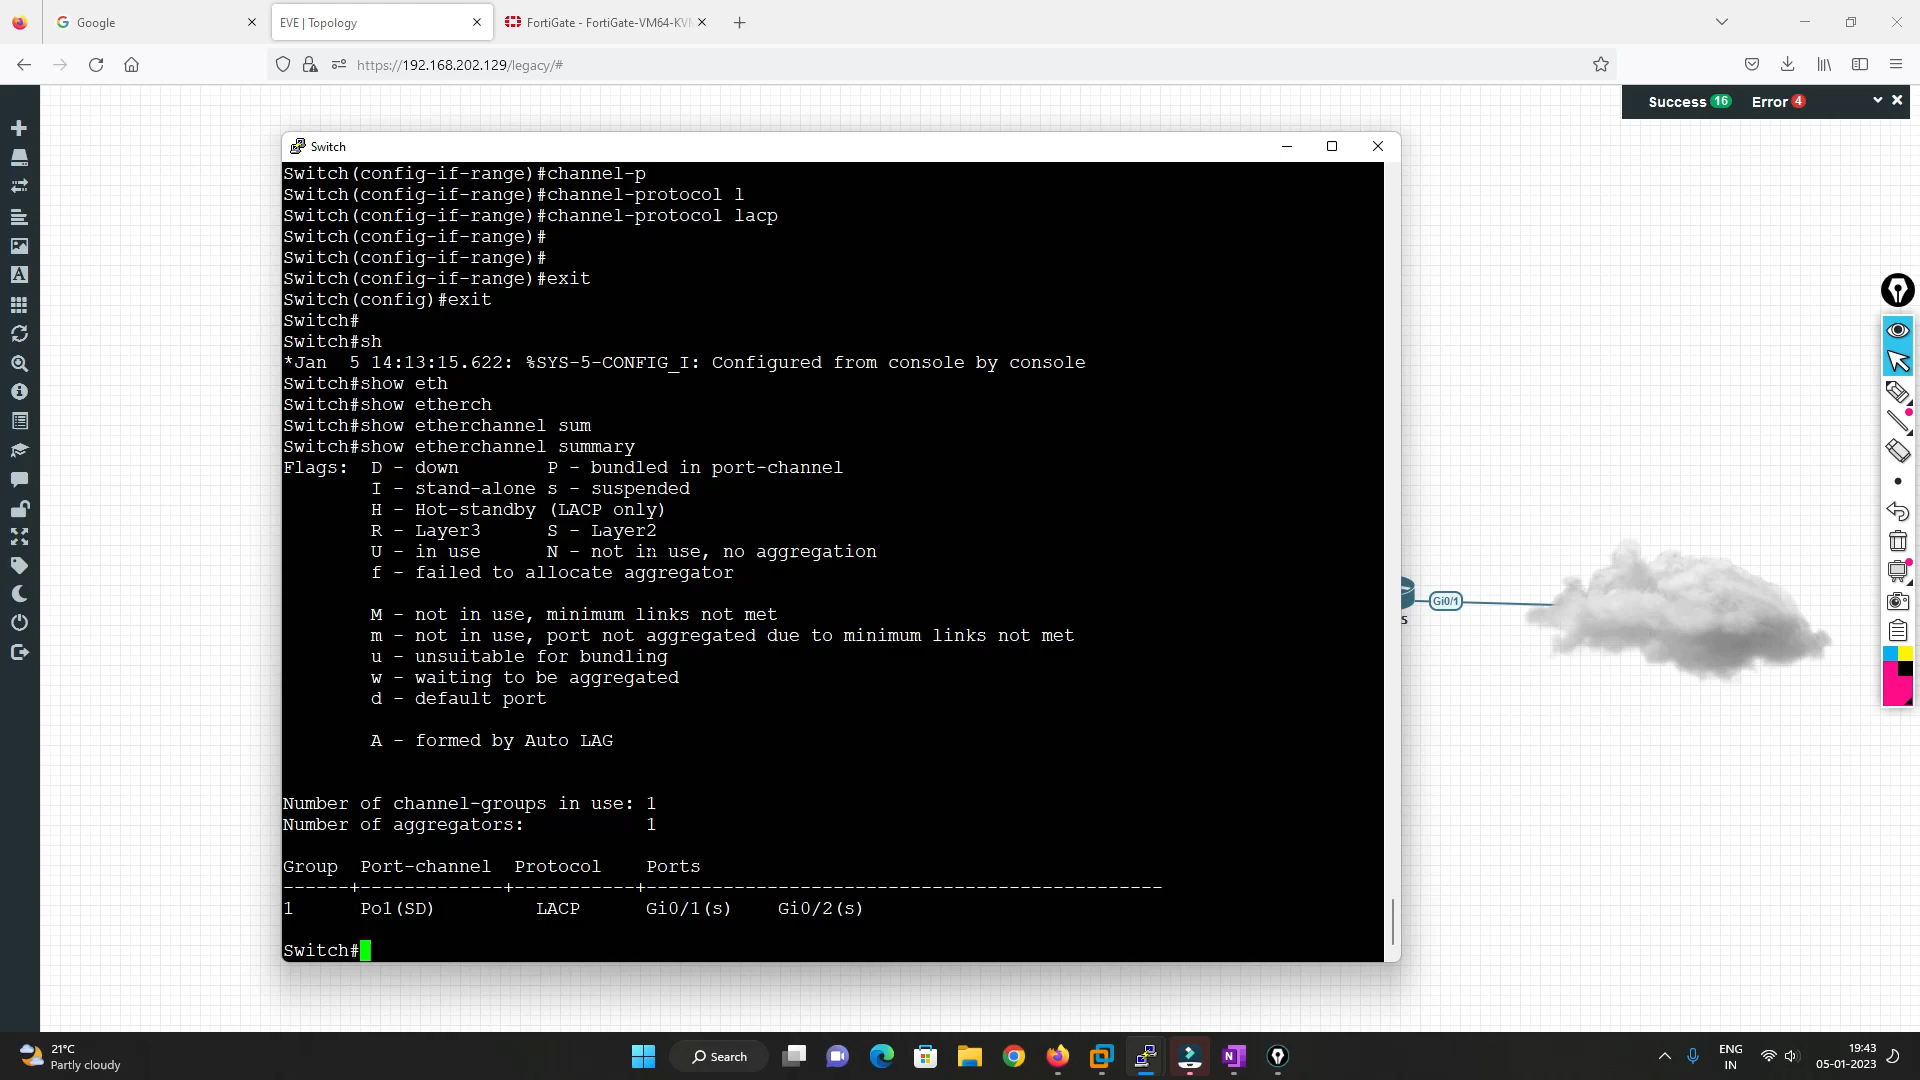 Google
EVE | Topology
FortiGate - FortiGate-VM64-KV
https://192.168.202.129/legacy/#
Success 16 Error 4
Switch
Switch(config-if-range)#channel-p
Switch(config-if-range)#channel-protocol l
Switch(config-if-range)#channel-protocol lacp
Switch(config-if-range)#
Switch(config-if-range)#
Switch(config-if-range)#exit
Switch(config)#exit
Switch#
Switch#sh
*Jan  5 14:13:15.622: %SYS-5-CONFIG_I: Configured from console by console
Switch#show eth
Switch#show etherch
Switch#show etherchannel sum
Switch#show etherchannel summary
Flags:  D - down        P - bundled in port-channel
        I - stand-alone s - suspended
        H - Hot-standby (LACP only)
        R - Layer3      S - Layer2
        U - in use      N - not in use, no aggregation
        f - failed to allocate aggregator
        M - not in use, minimum links not met
        m - not in use, port not aggregated due to minimum links not met
        u - unsuitable for bundling
        w - waiting to be aggregated
        d - default port
        A - formed by Auto LAG
Number of channel-groups in use: 1
Number of aggregators:           1
Group  Port-channel  Protocol    Ports
------+-------------+-----------+-----------------------------------------------
1      Po1(SD)         LACP      Gi0/1(s)    Gi0/2(s)
Switch#
Gi0/1
s
21°C
Partly cloudy
Search
ENG
IN
19:43
05-01-2023